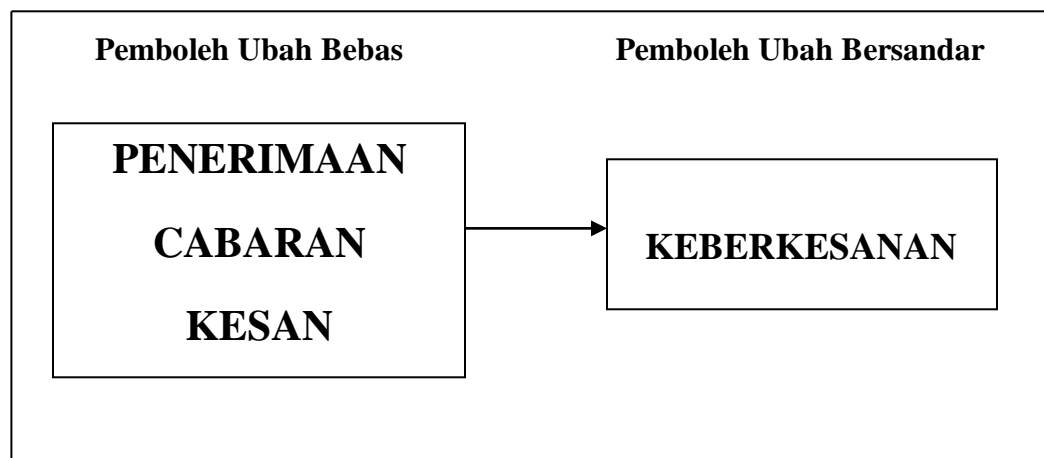 Pemboleh Ubah Bebas
Pemboleh Ubah Bersandar
PENERIMAAN
CABARAN
KESAN
KEBERKESANAN